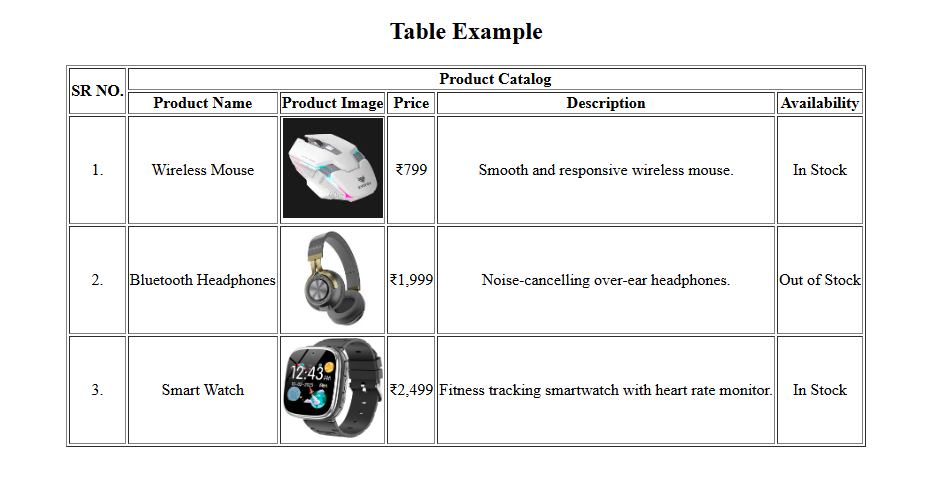 Table Example
SR NO.
Product Catalog
Product Name Product Image Price Description Availability
1. Wireless Mouse ₹799 Smooth and responsive wireless mouse. In Stock
2. Bluetooth Headphones ₹1,999 Noise-cancelling over-ear headphones. Out of Stock
3. Smart Watch 12:43 ₹2,499 Fitness tracking smartwatch with heart rate monitor. In Stock